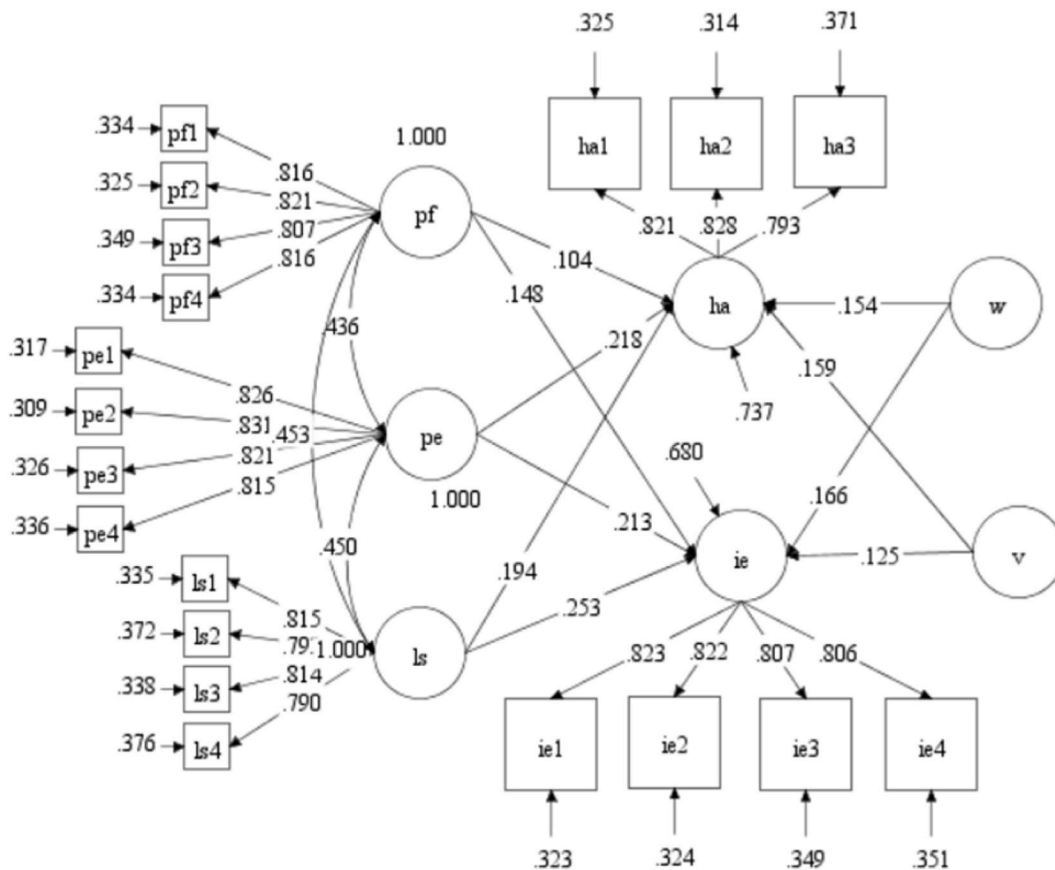 .325 .314 .371
.334 pf1 1.000 ha1 ha2 ha3
.816
.325 pf2 .821 pf
.349 pf3 .807 .821 .828 .793
.334 pf4 .816 .104
.148 ha .154 w
.317 pe1 .436 .218 .159
.826 .737
.309 pe2 .831 pe
.453
.326 pe3 .821 .680
.336 pe4 .815 1.000 .166
.213
.450 ie .125 v
.335 ls1 .194
.815 .253
.372 ls2 .79 1.000 ls
.338 ls3 .814 .823 .822 .807 .806
.790
.376 ls4 ie1 ie2 ie3 ie4
.323 .324 .349 .351